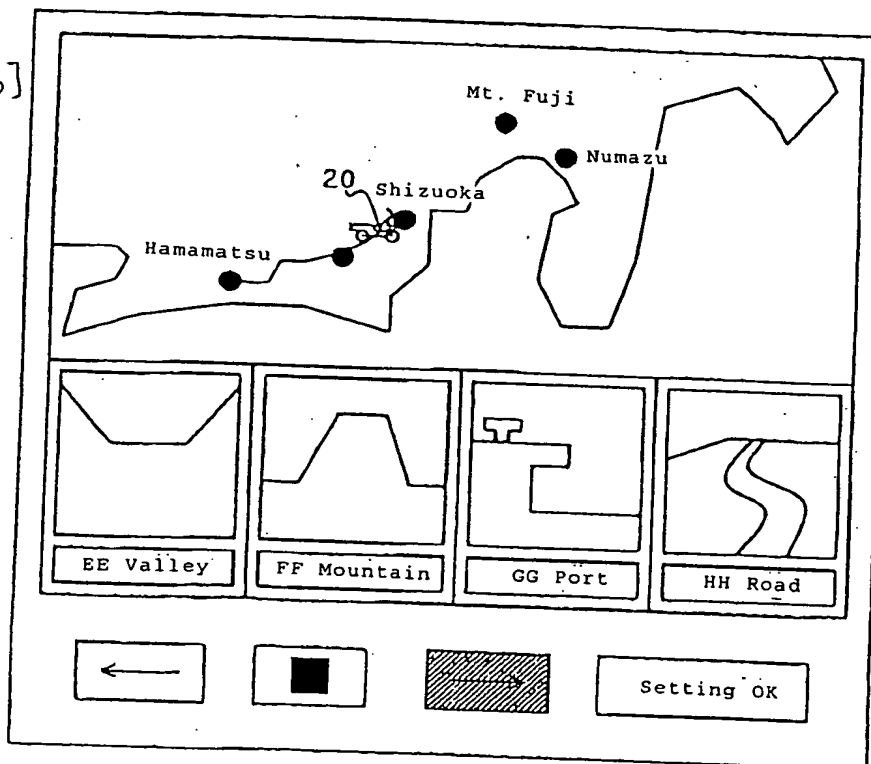 Mt. Fuji
Numazu
20
Shizuoka
Hamamatsu
EE Valley
FF Mountain
GG Port
HH Road
Setting OK